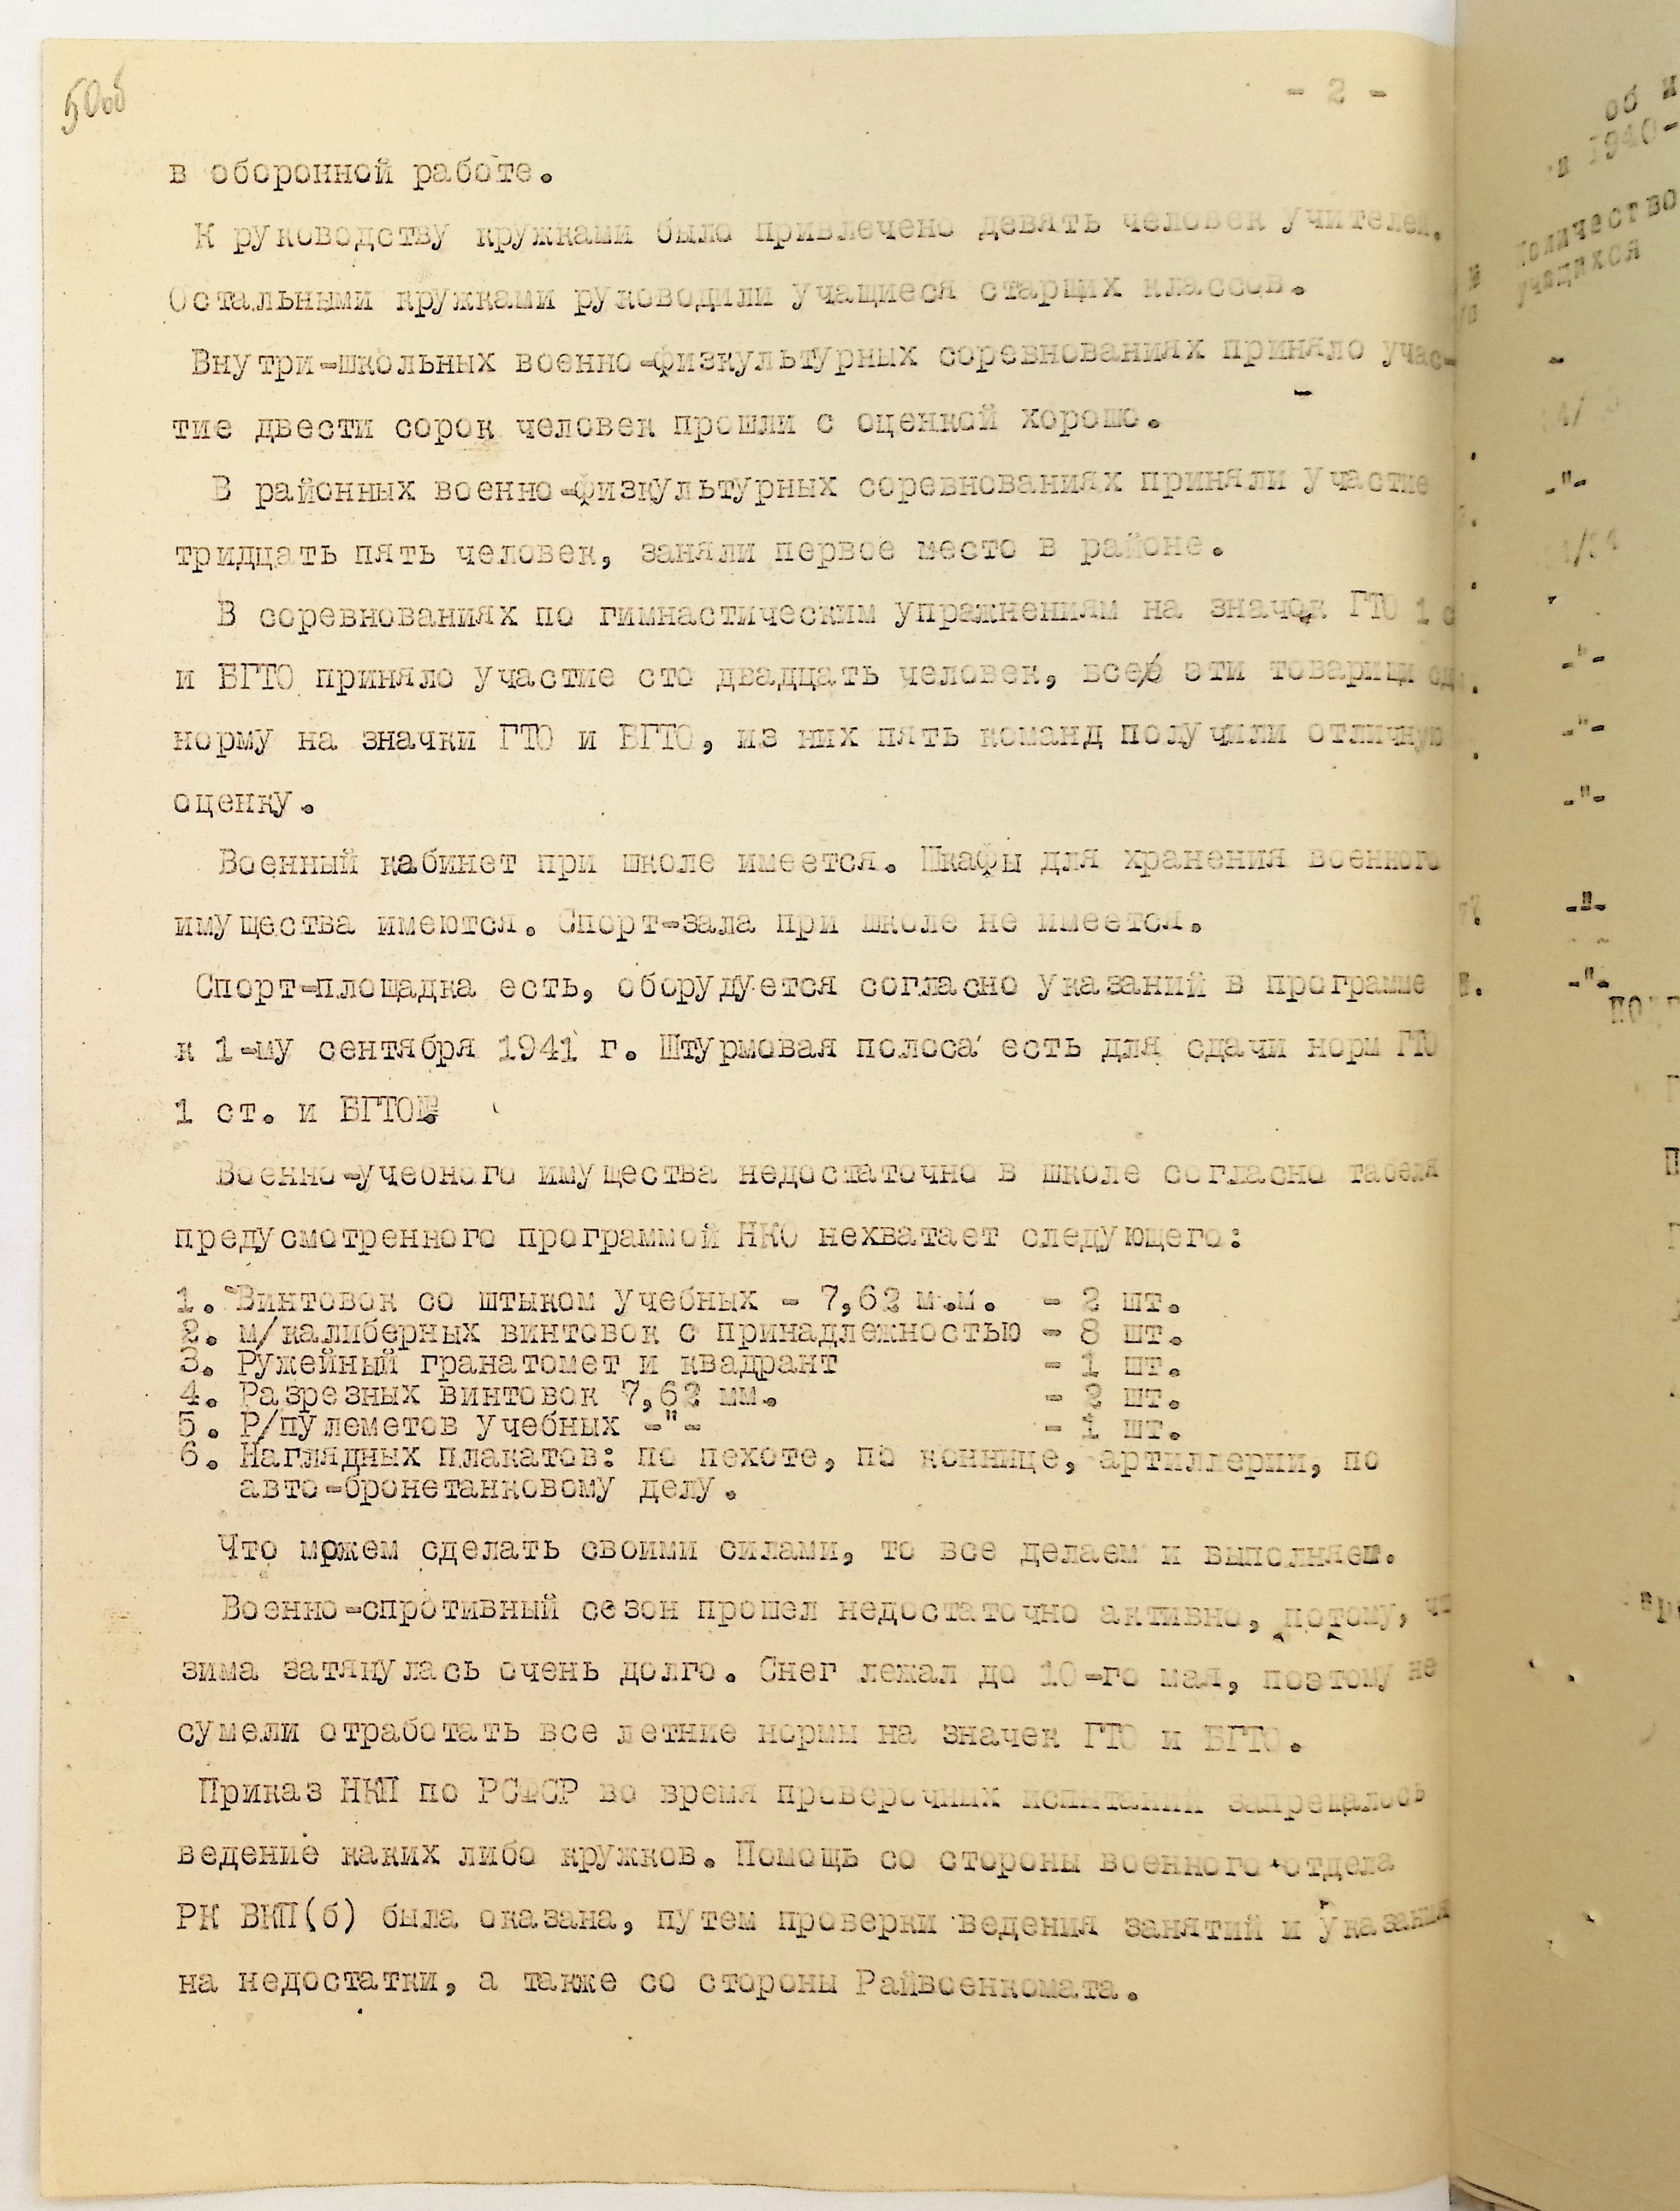 50об
- 2 -
в оборонной работе.
К руководству кружками было привлечено девять человек учителей.
Остальными кружками руководили учащиеся старших классов.
Внутри-школьных военно-физкультурных соревнованиях приняло учас-
тие двести сорок человек прошли с оценкой хорошо.
В районных военно-физкультурных соревнованиях приняли участие
тридцать пять человек, заняли первое место в районе.
В соревнованиях по гимнастическим упражнениям на значок ГТО 1 с
и БГТО приняло участие сто двадцать человек, все эти товарищи сд
норму на значки ГТО и БГТО, из них пять команд получили отличную
оценку.
Военный кабинет при школе имеется. Шкафы для хранения военного
имущества имеются. Спорт-зала при школе не имеется.
Спорт-площадка есть, оборудуется согласно указаний в программе
к 1-му сентября 1941 г. Штурмовая полоса есть для сдачи норм ГТО
1 ст. и БГТО.
Военно-учебного имущества недостаточно в школе согласно табеля
предусмотренного программой НКО нехватает следующего:
1. Винтовок со штыком учебных - 7,62 м.м. - 2 шт.
2. м/калиберных винтовок с принадлежностью - 8 шт.
3. Ружейный гранатомет и квадрант - 1 шт.
4. Разрезных винтовок 7,62 мм. - 2 шт.
5. Р/пулеметов учебных -"- - 1 шт.
6. Наглядных плакатов: по пехоте, по коннице, артиллерии, по
авто-бронетанковому делу.
Что можем сделать своими силами, то все делаем и выполняем.
Военно-спротивный сезон прошел недостаточно активно, потому, чт
зима затянулась очень долго. Снег лежал до 10-го мая, поэтому не
сумели отработать все летние нормы на значек ГТО и БГТО.
Приказ НКП по РСФСР во время проверочных испытаний запрещалось
ведение каких либо кружков. Помощь со стороны военного отдела
РК ВКП(б) была оказана, путем проверки ведения занятий и указания
на недостатки, а также со стороны Райвоенкомата.
об и
1940-
Количество
учащихся
-"-
-"-
-"-
-"-
-"-
-"-